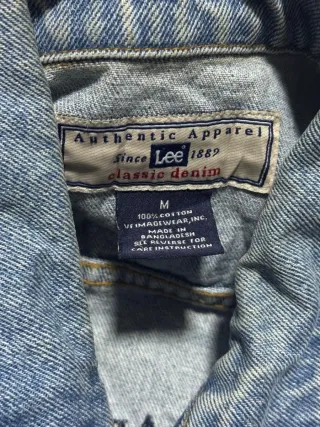 Authentic Apparel
Since Lee 1889
classic denim
M
100% COTTON
VF IMAGEWEAR, INC.
MADE IN
BANGLADESH
SEE REVERSE FOR
CARE INSTRUCTION